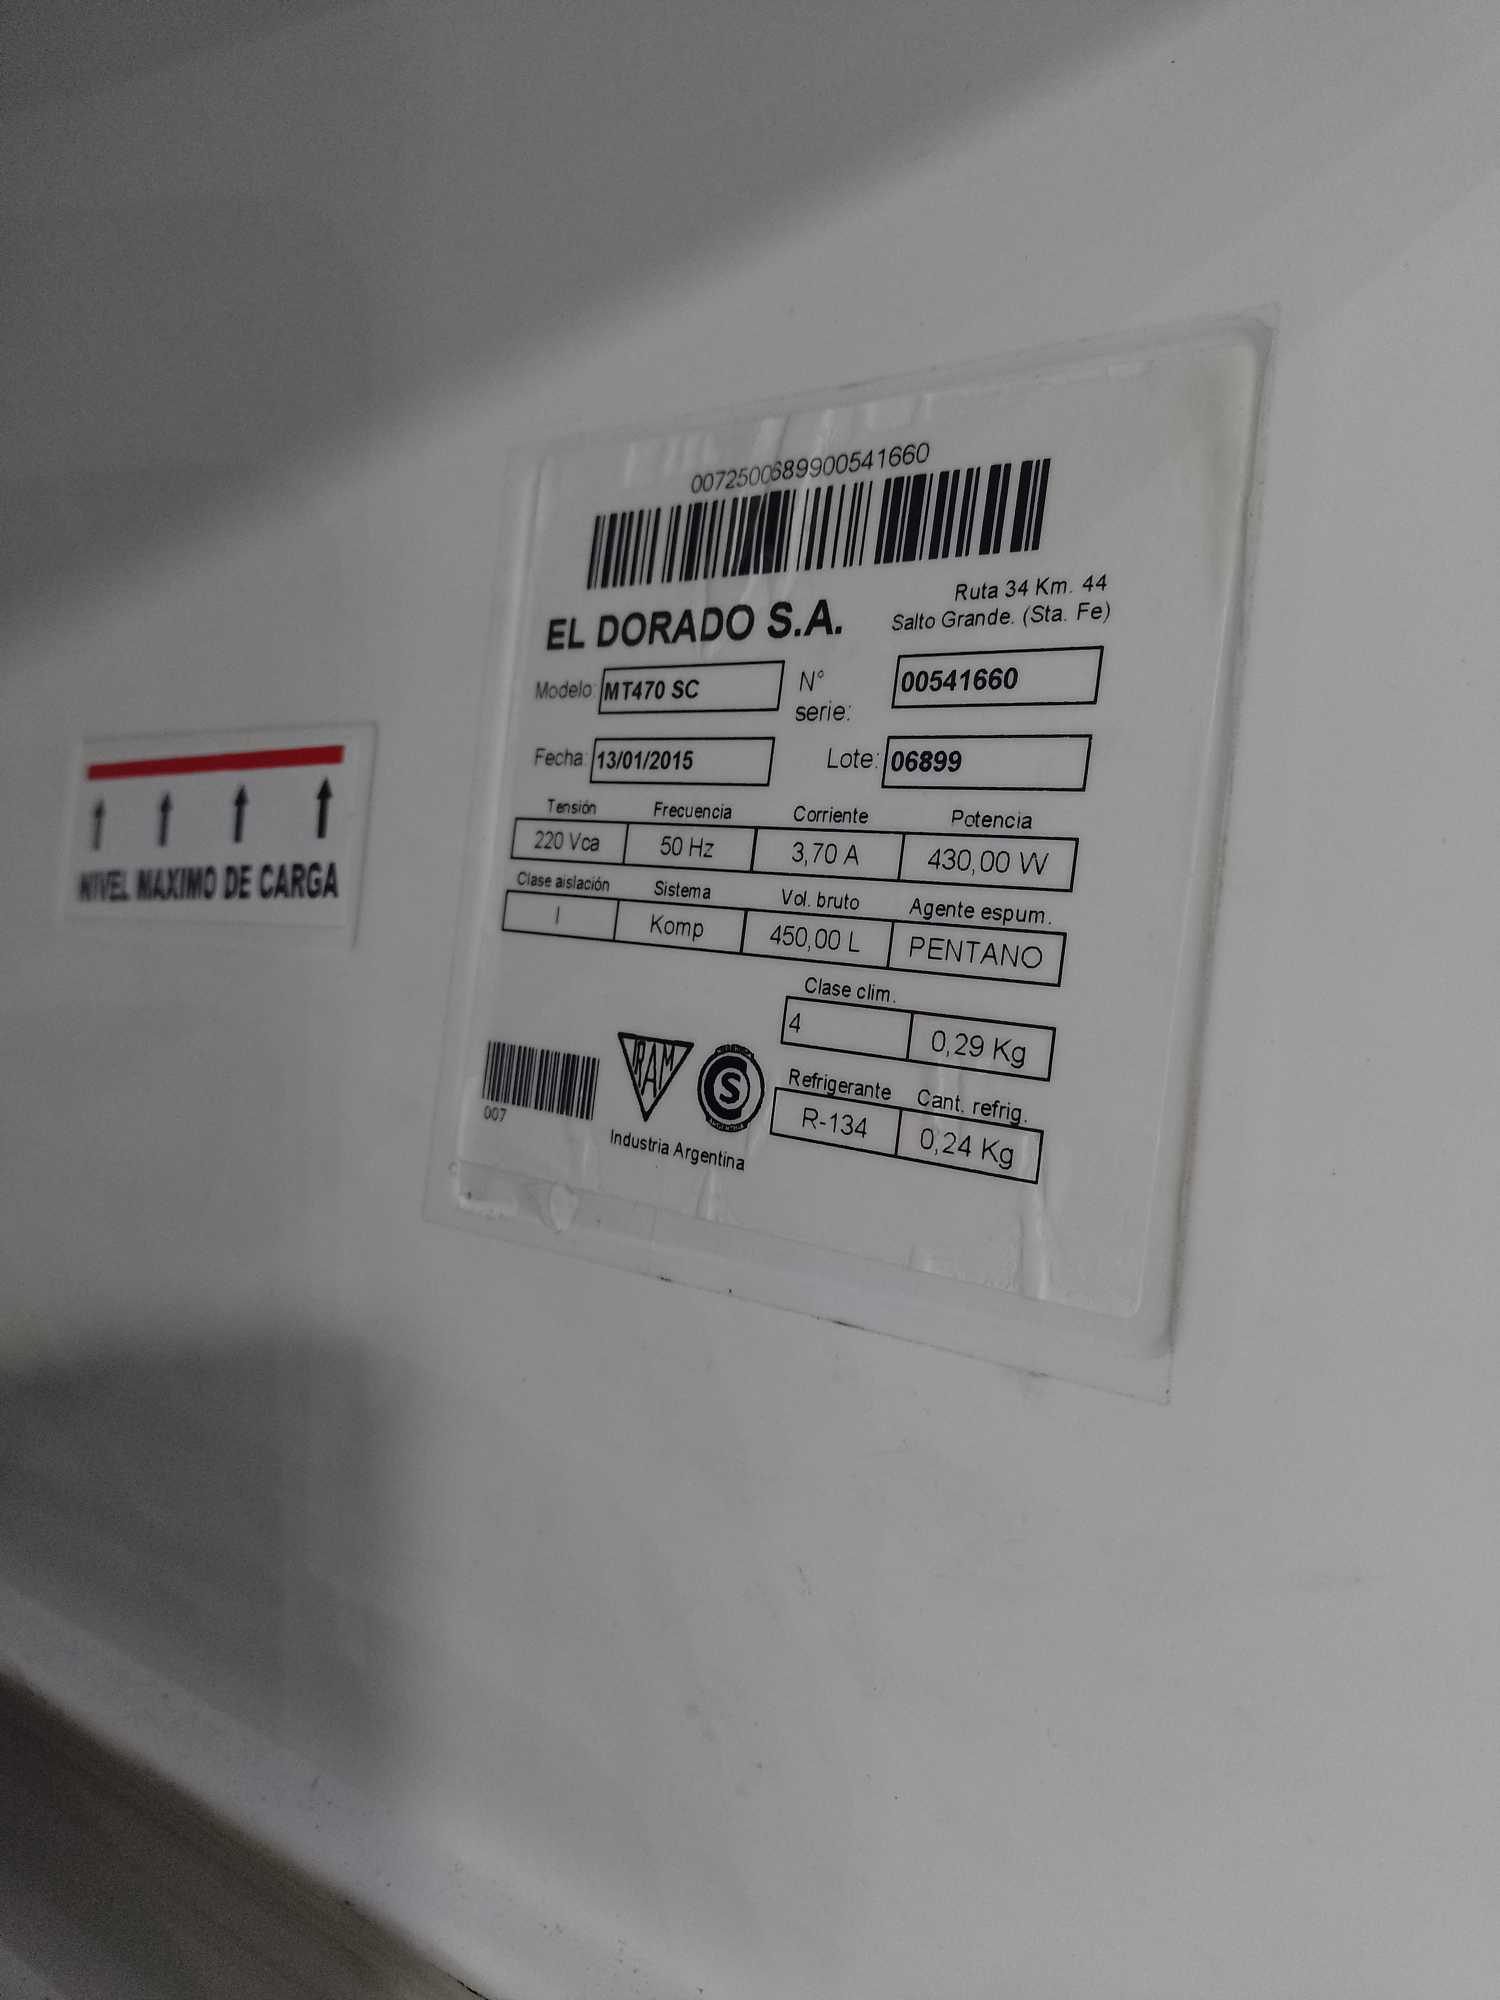 007250068990​0541660
EL DORADO S.A.
Ruta 34 Km. 44
Salto Grande. (Sta. Fe)
Modelo: MT470 SC
N° serie: 00541660
Fecha: 13/01/2015
Lote: 06899
Tensión Frecuencia Corriente Potencia
220 Vca 50 Hz 3,70 A 430,00 W
Clase aislación Sistema Vol. bruto Agente espum.
I Komp 450,00 L PENTANO
Clase clim.
4 0,29 Kg
Refrigerante Cant. refrig.
R-134 0,24 Kg
007
IRAM
S
Industria Argentina
NIVEL MAXIMO DE CARGA